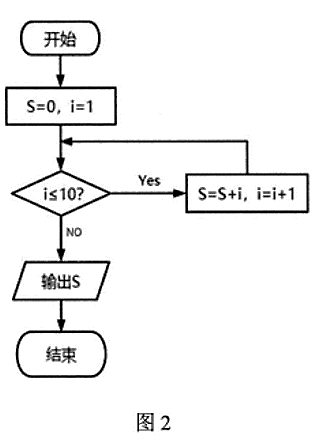 开始
S=0, i=1
i≤10?
Yes
S=S+i, i=i+1
NO
输出S
结束
图 2